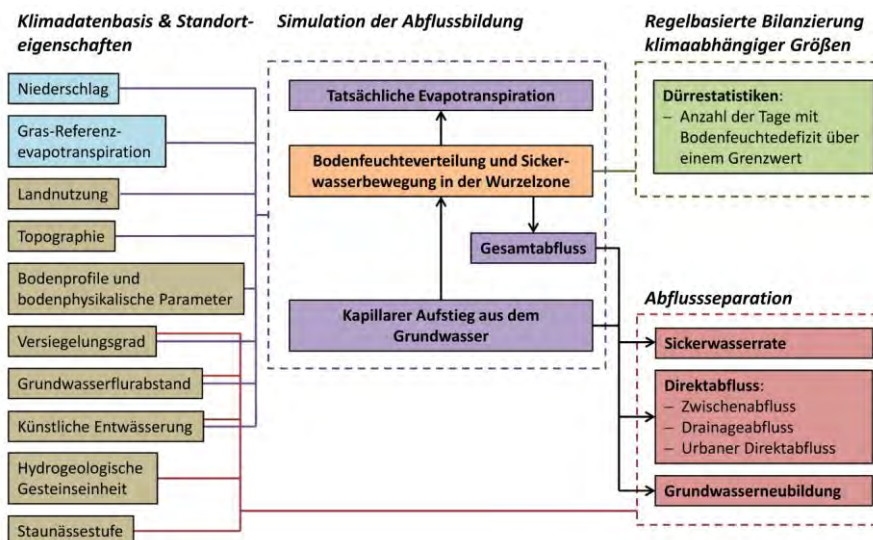 Klimadatenbasis & Standort-
eigenschaften
Niederschlag
Gras-Referenz-
evapotranspiration
Landnutzung
Topographie
Bodenprofile und
bodenphysikalische Parameter
Versiegelungsgrad
Grundwasserflurabstand
Künstliche Entwässerung
Hydrogeologische
Gesteinseinheit
Staunässestufe
Simulation der Abflussbildung
Tatsächliche Evapotranspiration
Bodenfeuchteverteilung und Sicker-
wasserbewegung in der Wurzelzone
Gesamtabfluss
Kapillarer Aufstieg aus dem
Grundwasser
Regelbasierte Bilanzierung
klimaabhängiger Größen
Dürrestatistiken:
– Anzahl der Tage mit
Bodenfeuchtedefizit über
einem Grenzwert
Abflussseparation
Sickerwasserrate
Direktabfluss:
– Zwischenabfluss
– Drainageabfluss
– Urbaner Direktabfluss
Grundwasserneubildung